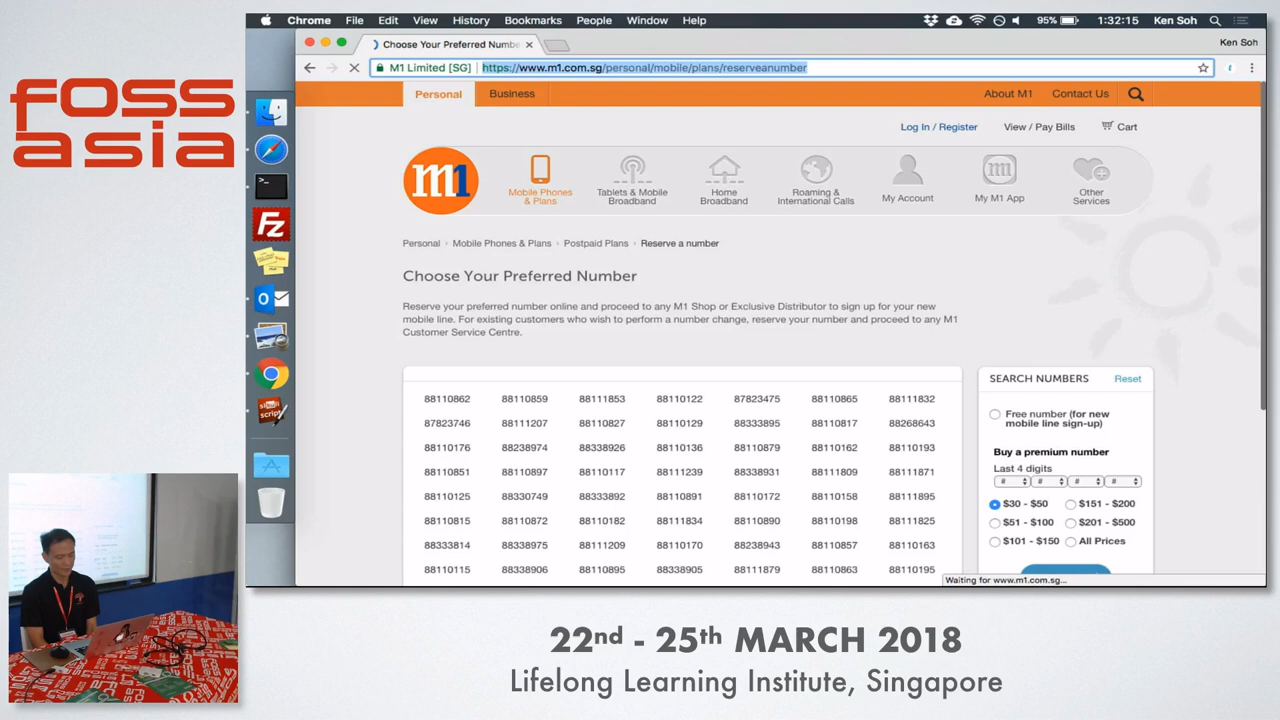 fossasia
Chrome File Edit View History Bookmarks People Window Help 95% 1:32:15 Ken Soh
Choose Your Preferred Numbe
Ken Soh
M1 Limited [SG] https://www.m1.com.sg/personal/mobile/plans/reserveanumber
Personal Business About M1 Contact Us
Log In / Register View / Pay Bills Cart
m1
Mobile Phones & Plans
Tablets & Mobile Broadband
Home Broadband
Roaming & International Calls
My Account
My M1 App
Other Services
Personal Mobile Phones & Plans Postpaid Plans Reserve a number
Choose Your Preferred Number
Reserve your preferred number online and proceed to any M1 Shop or Exclusive Distributor to sign up for your new
mobile line. For existing customers who wish to perform a number change, reserve your number and proceed to any M1
Customer Service Centre.
88110862 88110859 88111853 88110122 87823475 88110865 88111832
87823746 88111207 88110827 88110129 88333895 88110817 88268643
88110176 88238974 88338926 88110136 88110879 88110162 88110193
88110851 88110897 88110117 88111239 88338931 88111809 88111871
88110125 88330749 88333892 88110891 88110172 88110158 88111895
88110815 88110872 88110182 88111834 88110890 88110198 88111825
88333814 88338975 88111209 88110170 88238943 88110857 88110163
88110115 88338906 88110895 88338905 88111879 88110863 88110195
SEARCH NUMBERS Reset
Free number (for new
mobile line sign-up)
Buy a premium number
Last 4 digits
# # # #
$30 - $50 $151 - $200
$51 - $100 $201 - $500
$101 - $150 All Prices
Waiting for www.m1.com.sg...
22nd - 25th MARCH 2018
Lifelong Learning Institute, Singapore